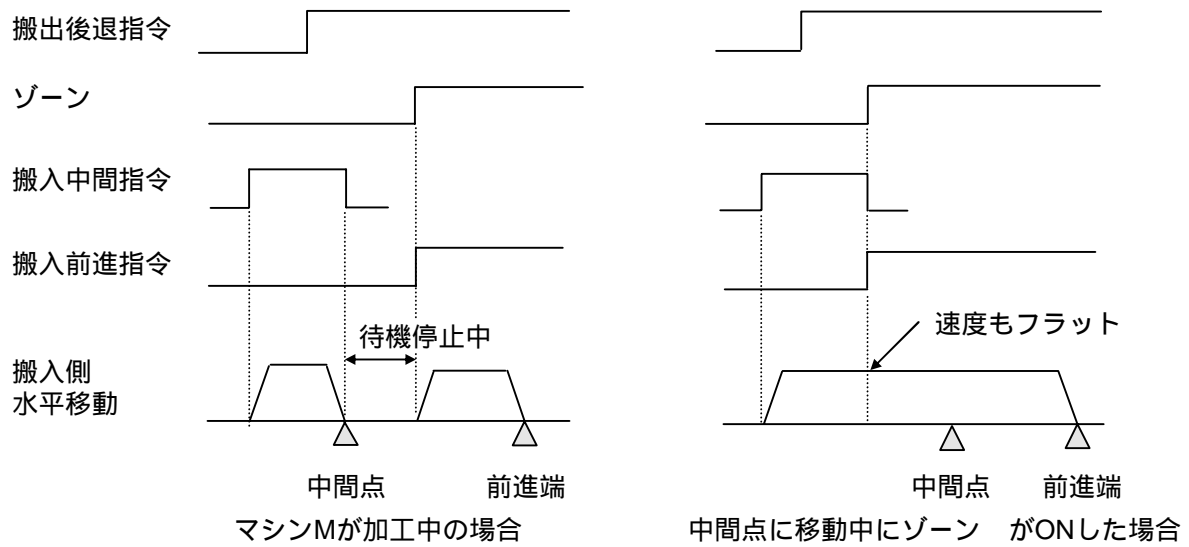 搬出後退指令
ゾーン
搬入中間指令
搬入前進指令
待機停止中
速度もフラット
搬入側
水平移動
中間点 前進端
中間点 前進端
マシンMが加工中の場合
中間点に移動中にゾーン　がONした場合